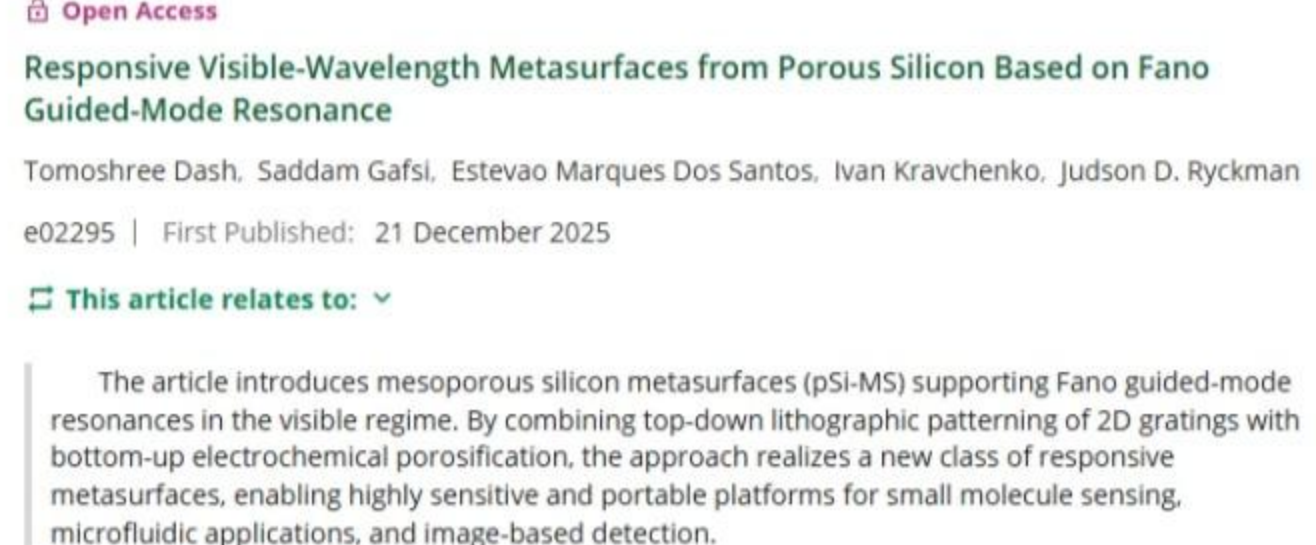 Open Access
Responsive Visible-Wavelength Metasurfaces from Porous Silicon Based on Fano
Guided-Mode Resonance
Tomoshree Dash, Saddam Gafsi, Estevao Marques Dos Santos, Ivan Kravchenko, Judson D. Ryckman
e02295 | First Published: 21 December 2025
This article relates to:
The article introduces mesoporous silicon metasurfaces (pSi-MS) supporting Fano guided-mode
resonances in the visible regime. By combining top-down lithographic patterning of 2D gratings with
bottom-up electrochemical porosification, the approach realizes a new class of responsive
metasurfaces, enabling highly sensitive and portable platforms for small molecule sensing,
microfluidic applications, and image-based detection.